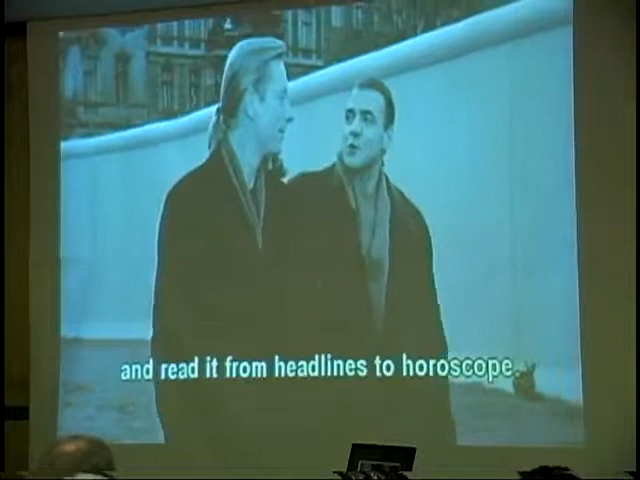 and read it from headlines to horoscope.